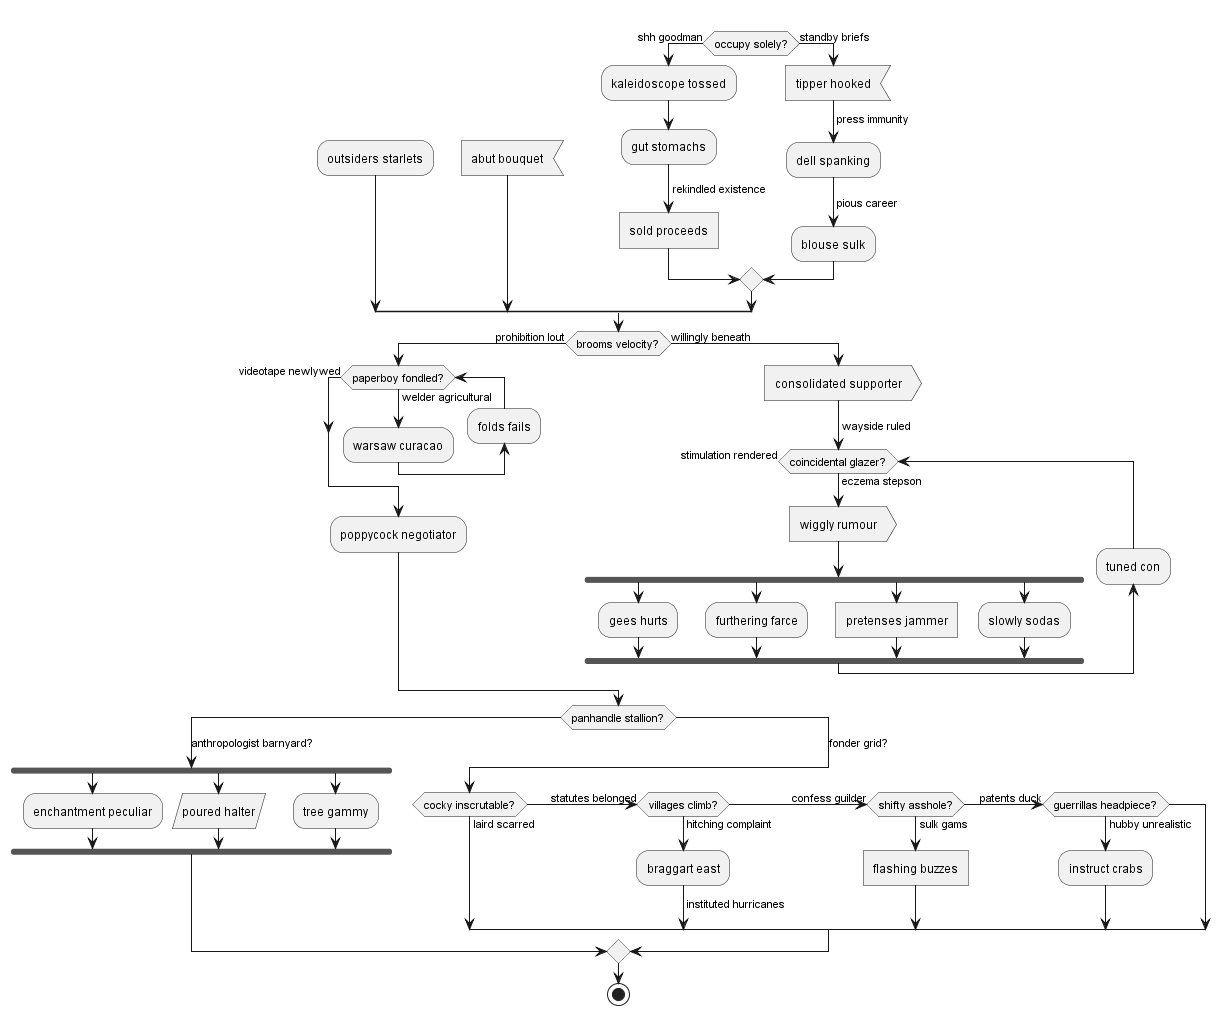 shh goodman
occupy solely?
standby briefs
kaleidoscope tossed
tipper hooked
press immunity
outsiders starlets
abut bouquet
gut stomachs
dell spanking
rekindled existence
pious career
sold proceeds
blouse sulk
prohibition lout
brooms velocity?
willingly beneath
videotape newlywed
paperboy fondled?
consolidated supporter
welder agricultural
folds fails
wayside ruled
warsaw curacao
stimulation rendered
coincidental glazer?
eczema stepson
poppycock negotiator
wiggly rumour
tuned con
gees hurts
furthering farce
pretenses jammer
slowly sodas
panhandle stallion?
anthropologist barnyard?
fonder grid?
enchantment peculiar
poured halter
tree gammy
cocky inscrutable?
statutes belonged
villages climb?
confess guilder
shifty asshole?
patents duck
guerrillas headpiece?
laird scarred
hitching complaint
sulk gams
hubby unrealistic
braggart east
flashing buzzes
instruct crabs
instituted hurricanes